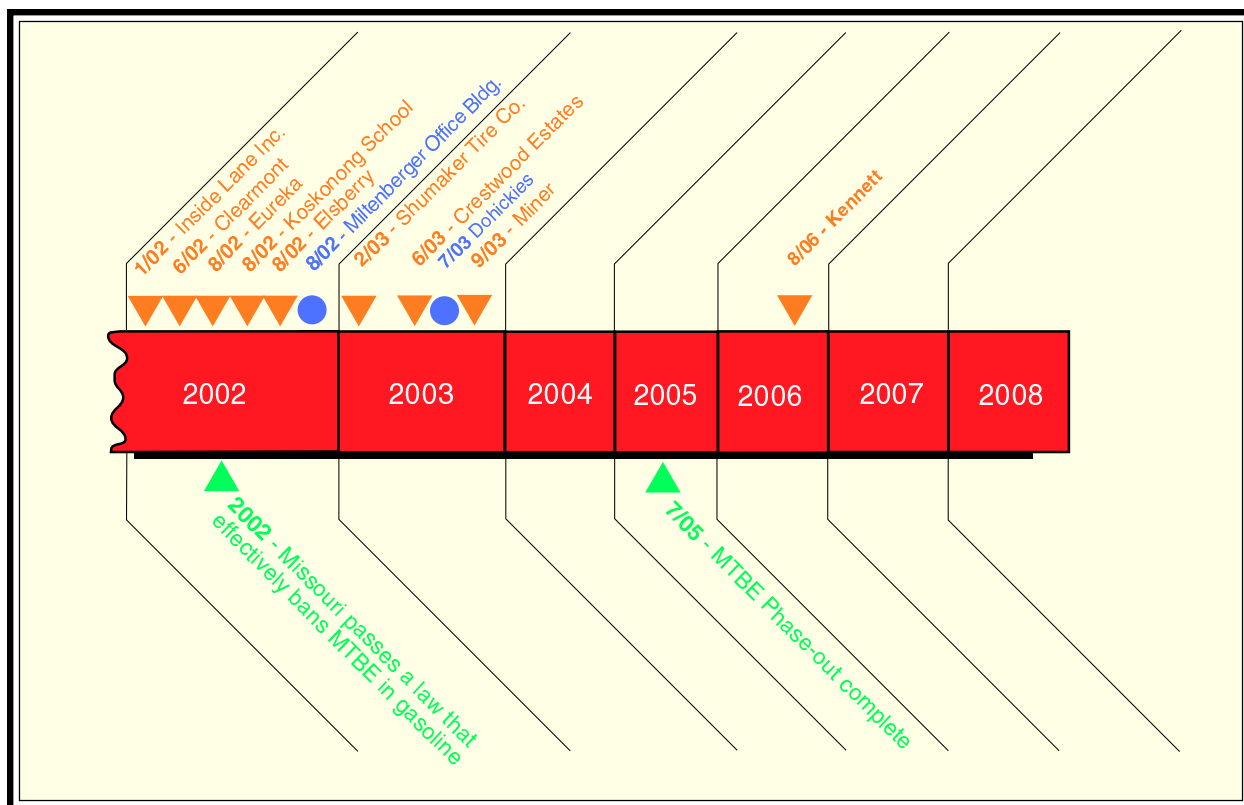 1/02 - Inside Lane Inc.
6/02 - Clearmont
8/02 - Eureka
8/02 - Koskonong School
8/02 - Elsberry
8/02 - Miltenberger Office Bldg.
2/03 - Shumaker Tire Co.
6/03 - Crestwood Estates
7/03 Dohickies
9/03 - Miner
8/06 - Kennett
2002
2003
2004
2005
2006
2007
2008
2002 - Missouri passes a law that
effectively bans MTBE in gasoline
7/05 - MTBE Phase-out complete